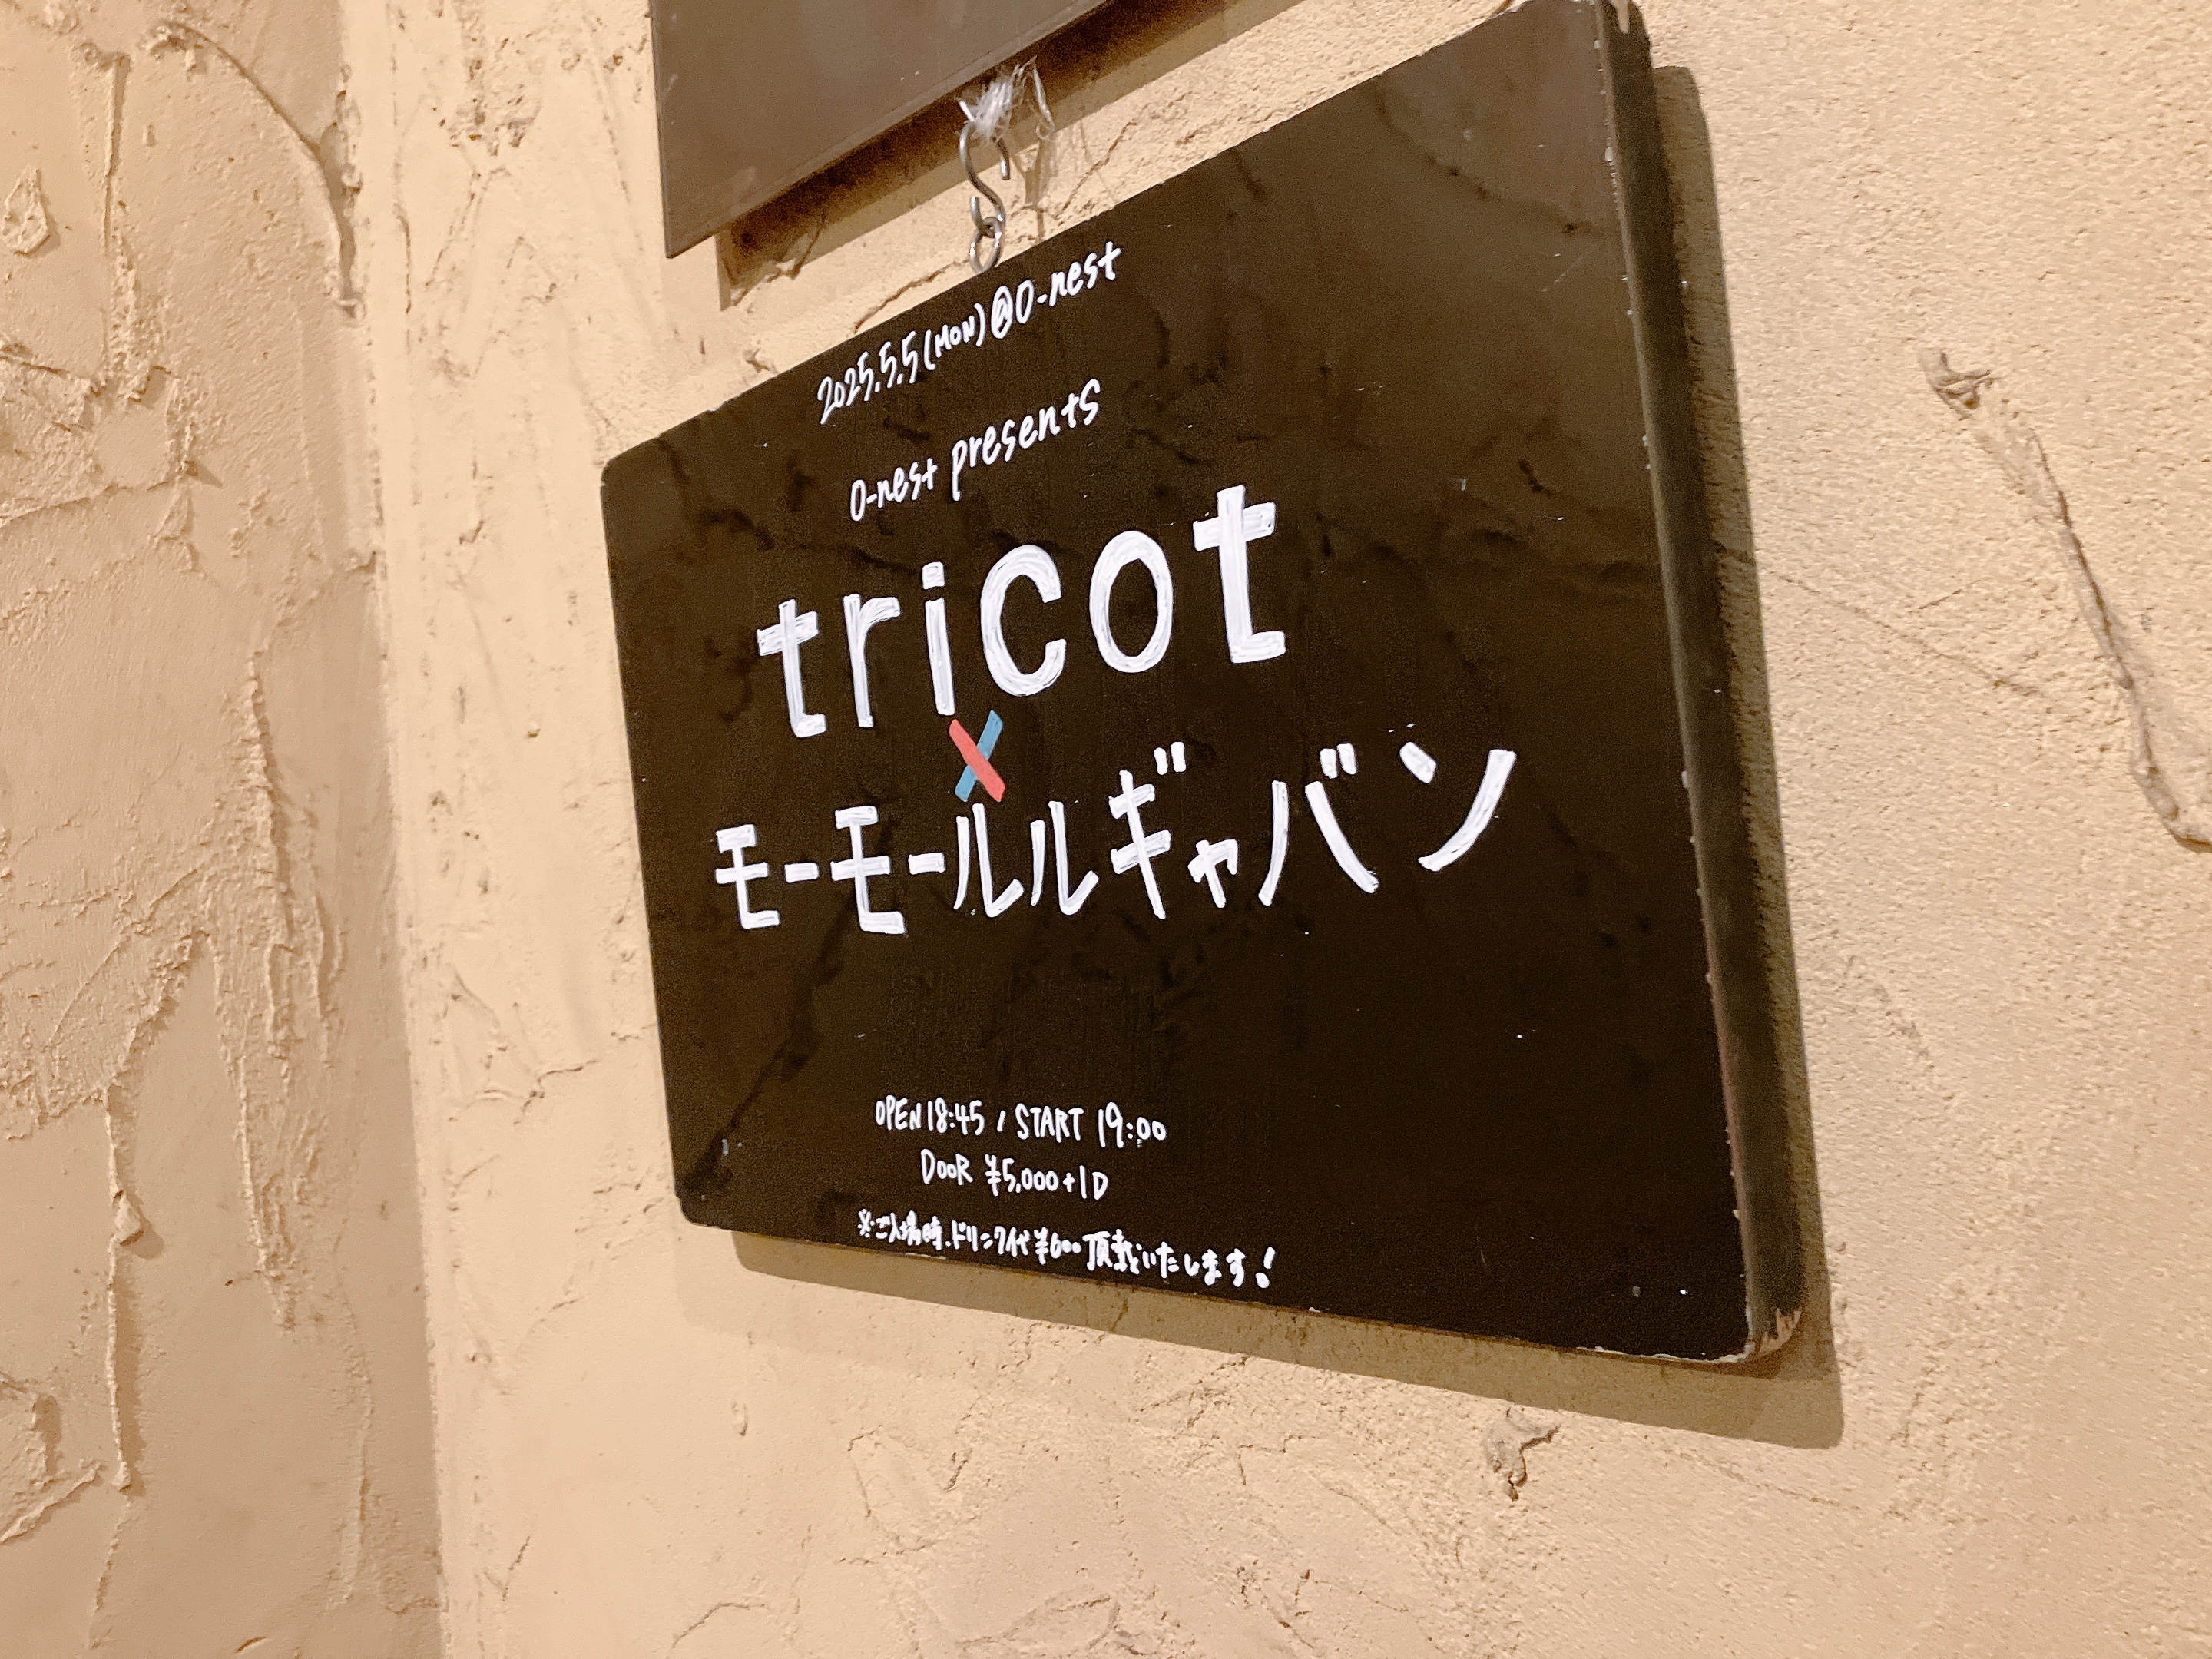 2025.5.5(MON)@O-nest
O-nest presents
tricot
×
モーモールルギャバン
OPEN 18:45 / START 19:00
DOOR ¥5,000+1D
※ご入場時、ドリンク代¥600頂戴いたします!